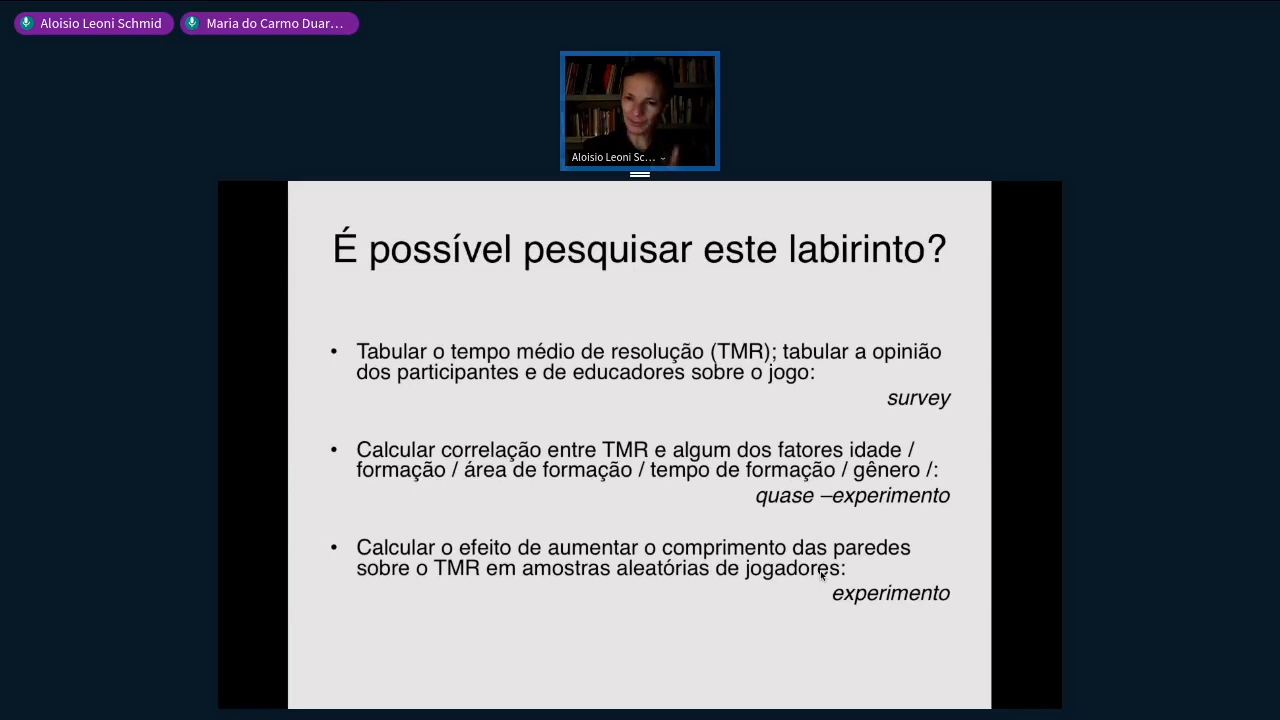 Aloisio Leoni Schmid
Maria do Carmo Duar…
Aloisio Leoni Sc…
É possível pesquisar este labirinto?
• Tabular o tempo médio de resolução (TMR); tabular a opinião
dos participantes e de educadores sobre o jogo:
survey
• Calcular correlação entre TMR e algum dos fatores idade /
formação / área de formação / tempo de formação / gênero /:
quase –experimento
• Calcular o efeito de aumentar o comprimento das paredes
sobre o TMR em amostras aleatórias de jogadores:
experimento